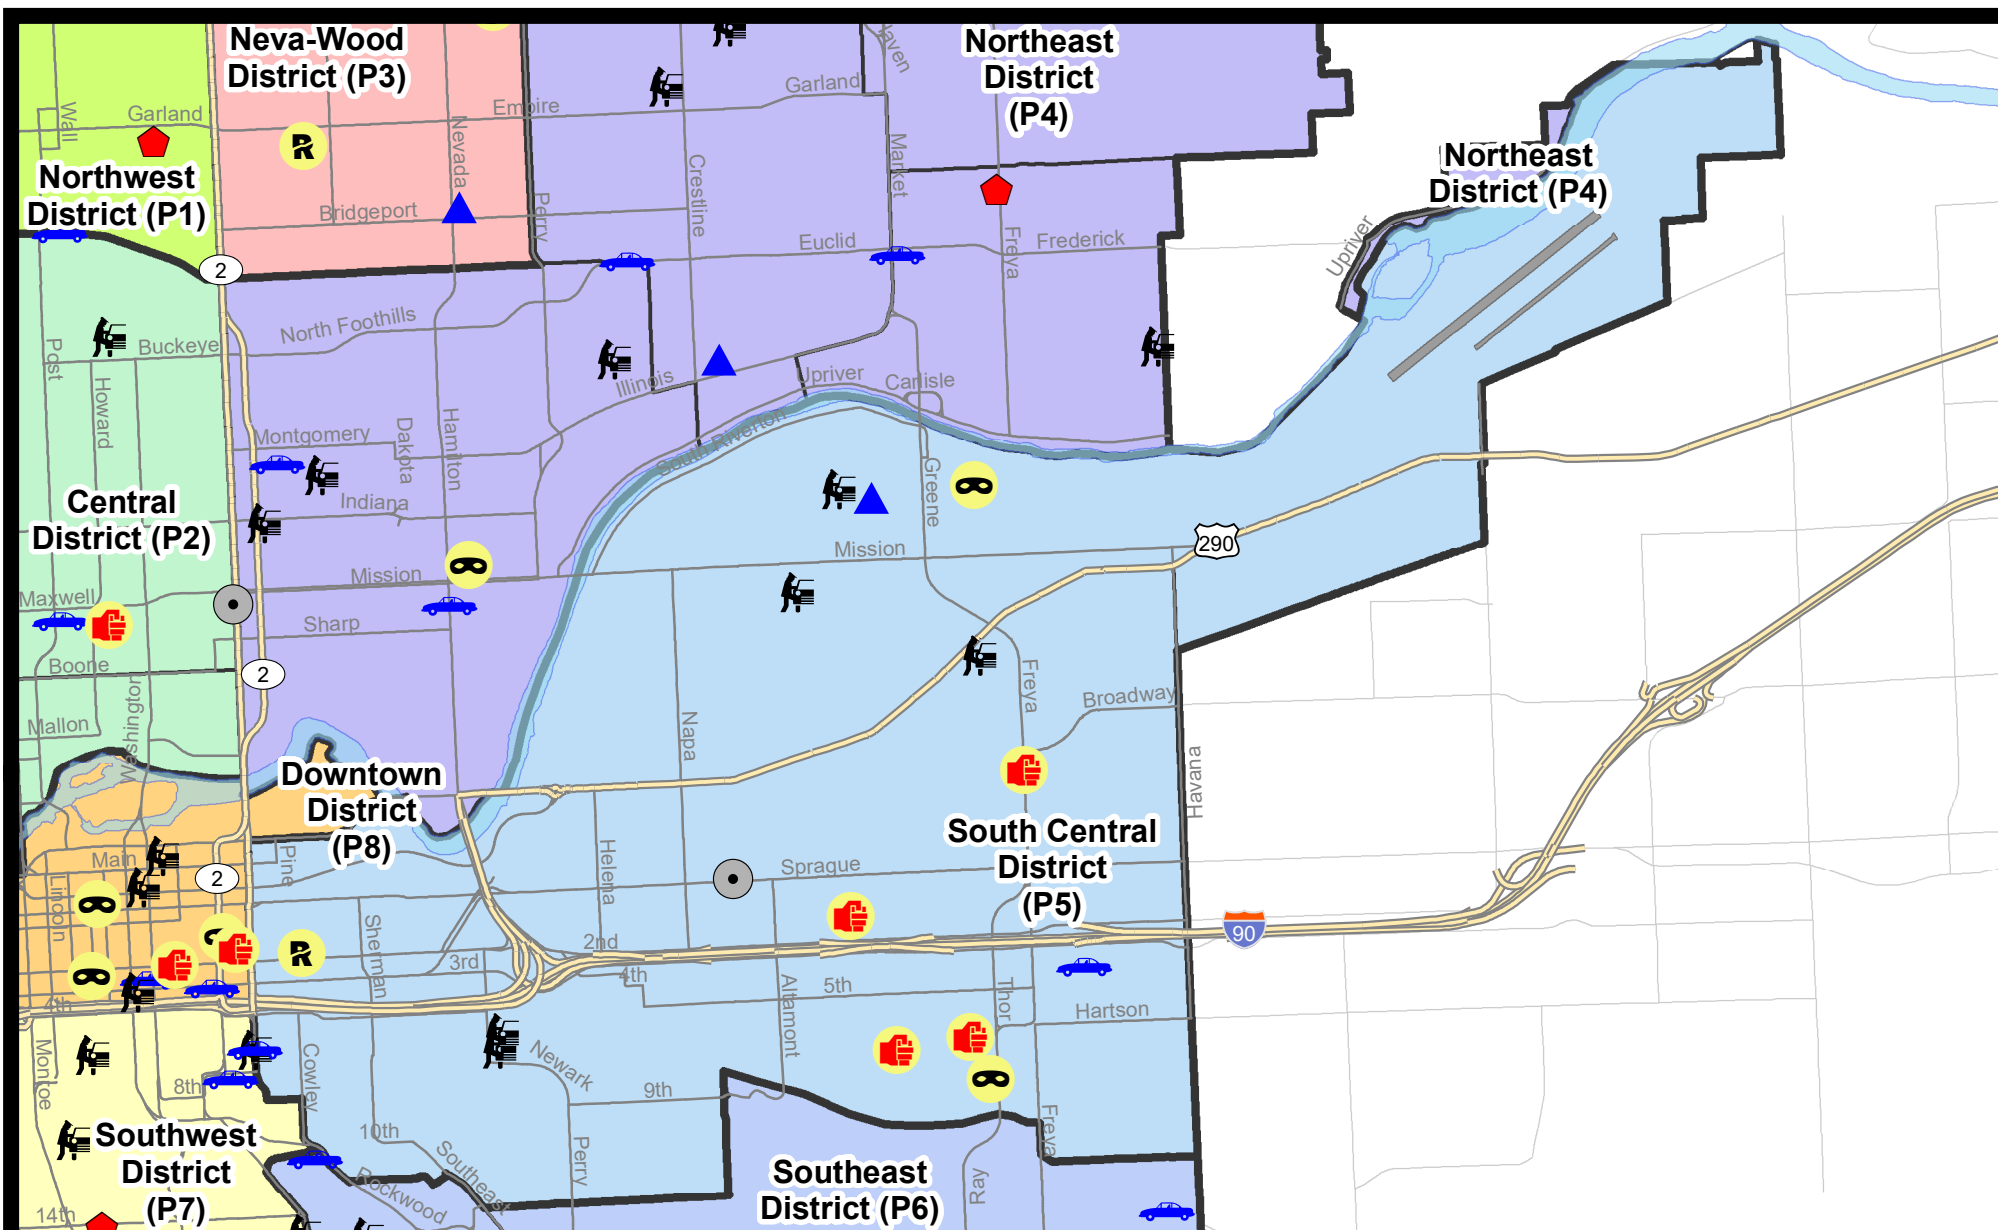 Neva-Wood
District (P3)
Northeast
District
(P4)
Northeast
District (P4)
Northwest
District (P1)
Central
District (P2)
Downtown
District
(P8)
South Central
District
(P5)
Southwest
District
(P7)
Southeast
District (P6)
Wall
Garland
Empire
Garland
Nevada
Bridgeport
Perry
Crestline
Market
Euclid
Freya
Frederick
Upriver
2
Post
Buckeye
Howard
North Foothills
Illinois
Upriver
Carlisle
South Riverton
Montgomery
Dakota
Hamilton
Indiana
Greene
Mission
Mission
290
Maxwell
Sharp
Boone
2
Mallon
Washington
Napa
Freya
Broadway
Havana
Main
Lincoln
2
Pine
Helena
Sprague
Sherman
2nd
3rd
4th
4th
5th
Altamont
Thor
Hartson
90
Monroe
8th
Cowley
Newark
9th
10th
Southeast
Rockwood
Perry
Ray
Freya
14th